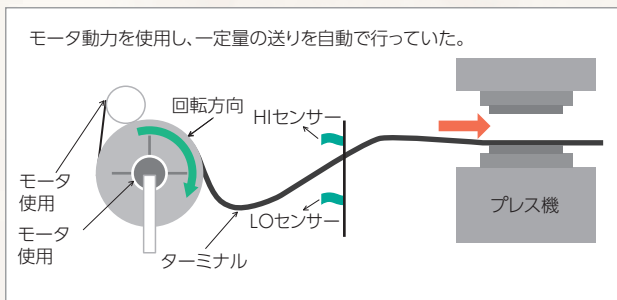 モータ動力を使用し、一定量の送りを自動で行っていた。
回転方向
HIセンサー
モータ
使用
モータ
使用
LOセンサー
ターミナル
プレス機